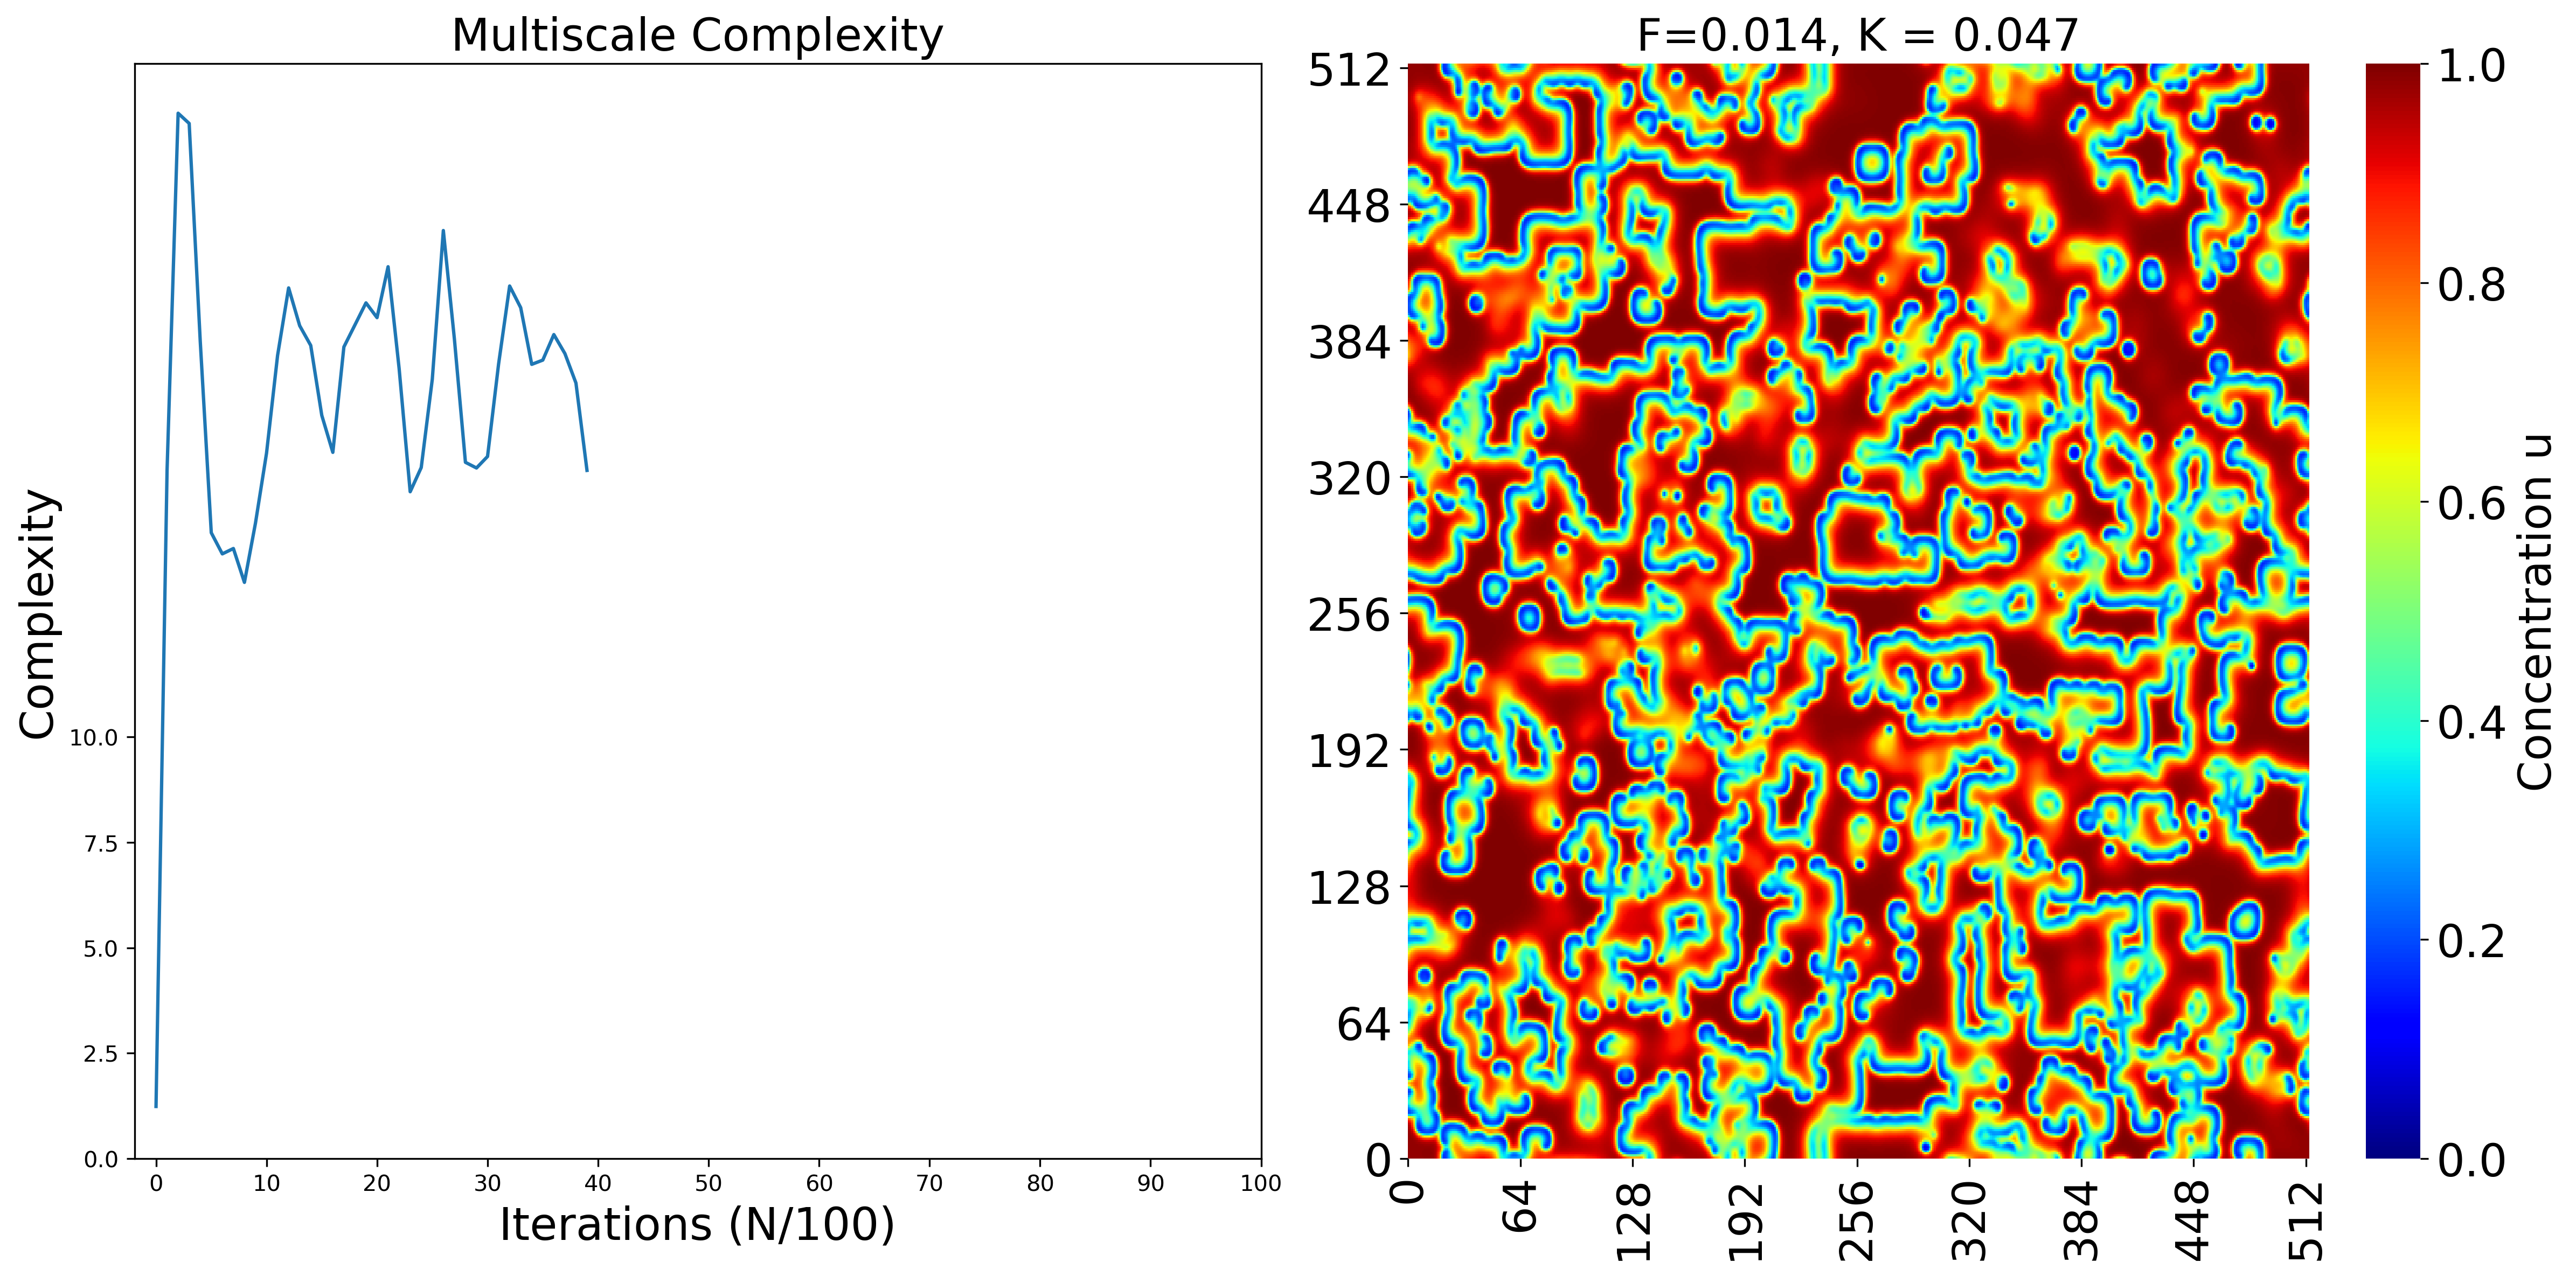 Multiscale Complexity
Complexity
10.0
7.5
5.0
2.5
0.0
0 10 20 30 40 50 60 70 80 90 100
Iterations (N/100)
F=0.014, K = 0.047
512
448
384
320
256
192
128
64
0
0 64 128 192 256 320 384 448 512
1.0
0.8
0.6
0.4
0.2
0.0
Concentration u